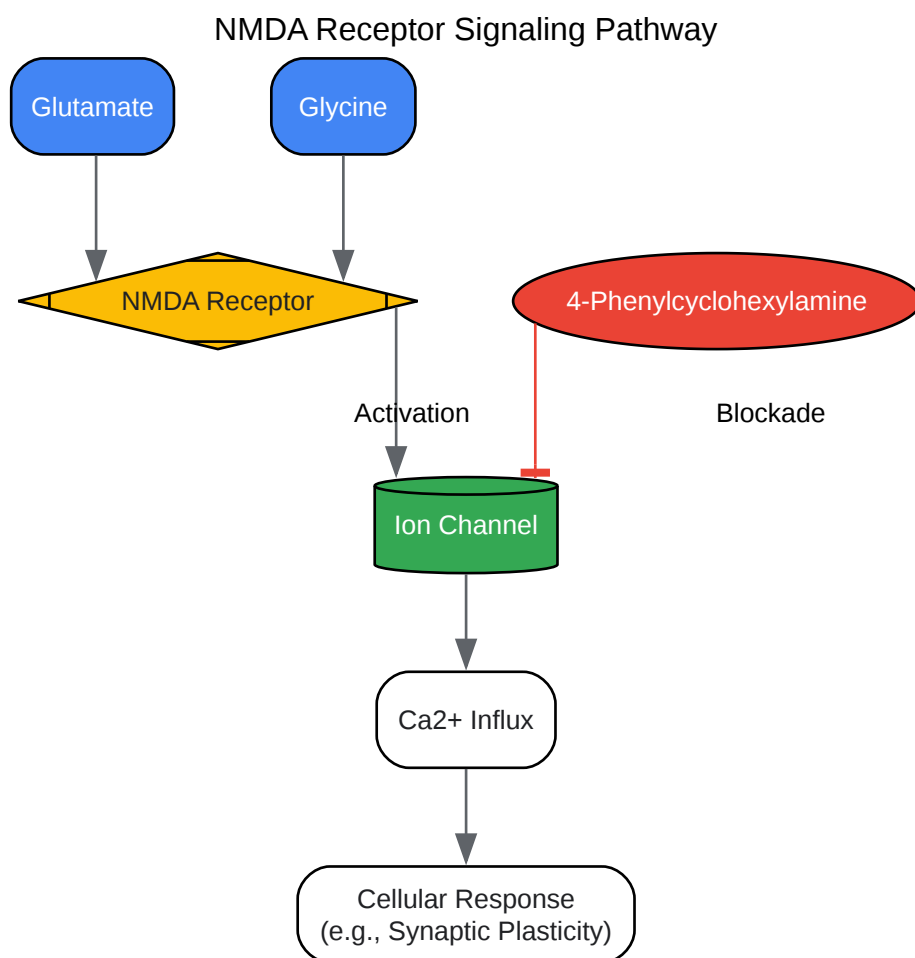 NMDA Receptor Signaling Pathway
Glutamate
Glycine
NMDA Receptor
4-Phenylcyclohexylamine
Activation
Blockade
Ion Channel
Ca2+ Influx
Cellular Response
(e.g., Synaptic Plasticity)